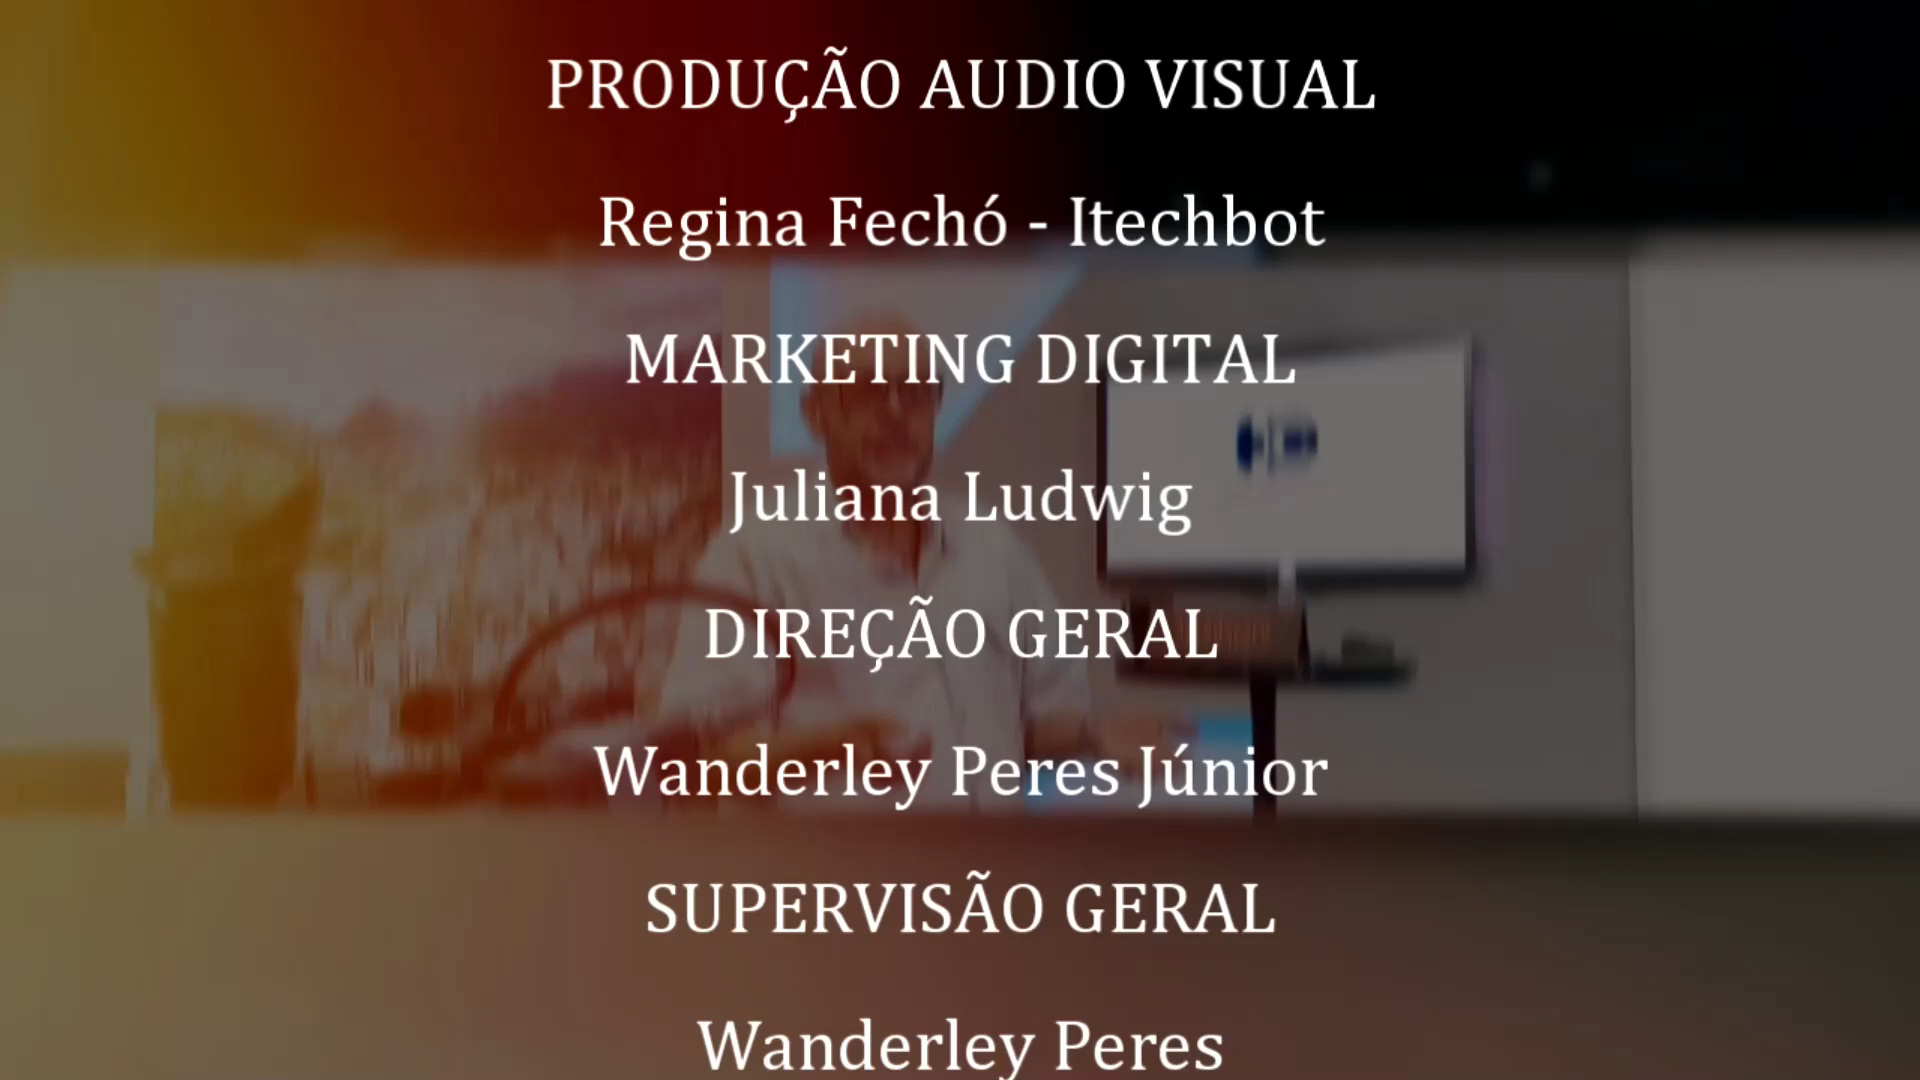 PRODUÇÃO AUDIO VISUAL
Regina Fechó - Itechbot
MARKETING DIGITAL
Juliana Ludwig
DIREÇÃO GERAL
Wanderley Peres Júnior
SUPERVISÃO GERAL
Wanderley Peres